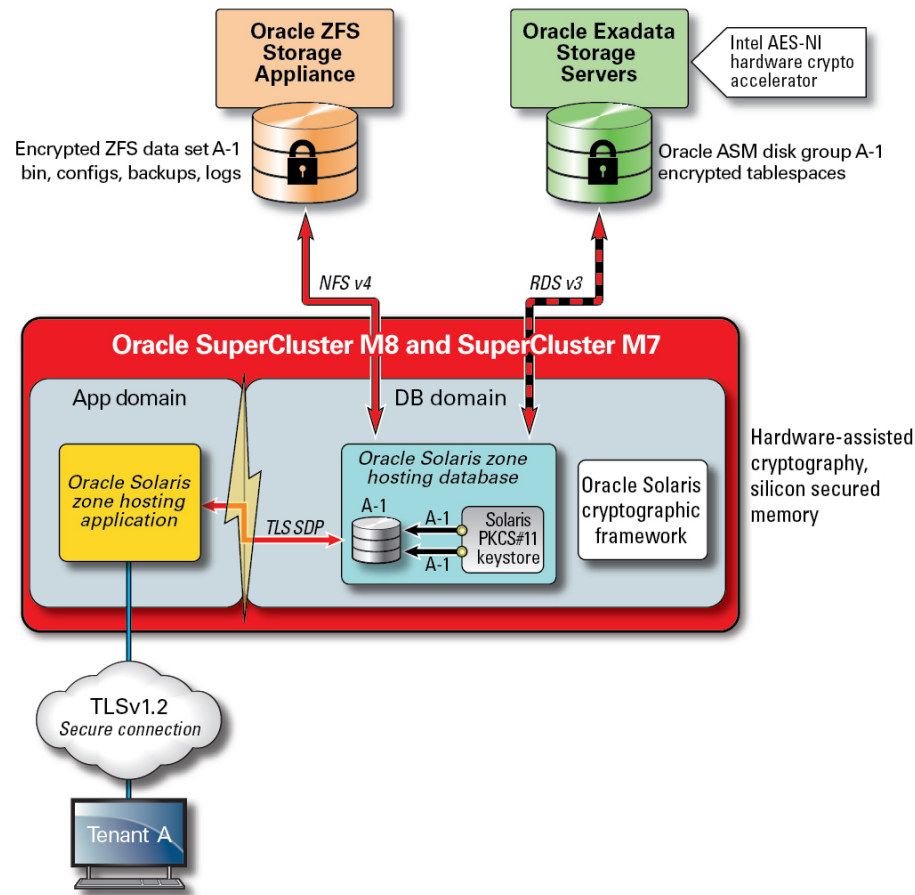 Oracle ZFS
Storage
Appliance
Oracle Exadata
Storage
Servers
Intel AES-NI
hardware crypto
accelerator
Encrypted ZFS data set A-1
bin, configs, backups, logs
Oracle ASM disk group A-1
encrypted tablespaces
NFS v4
RDS v3
Oracle SuperCluster M8 and SuperCluster M7
App domain
DB domain
Oracle Solaris
zone hosting
application
TLS SDP
Oracle Solaris zone
hosting database
A-1
A-1
A-1
Solaris
PKCS#11
keystore
Oracle Solaris
cryptographic
framework
Hardware-assisted
cryptography,
silicon secured
memory
TLSv1.2
Secure connection
Tenant A